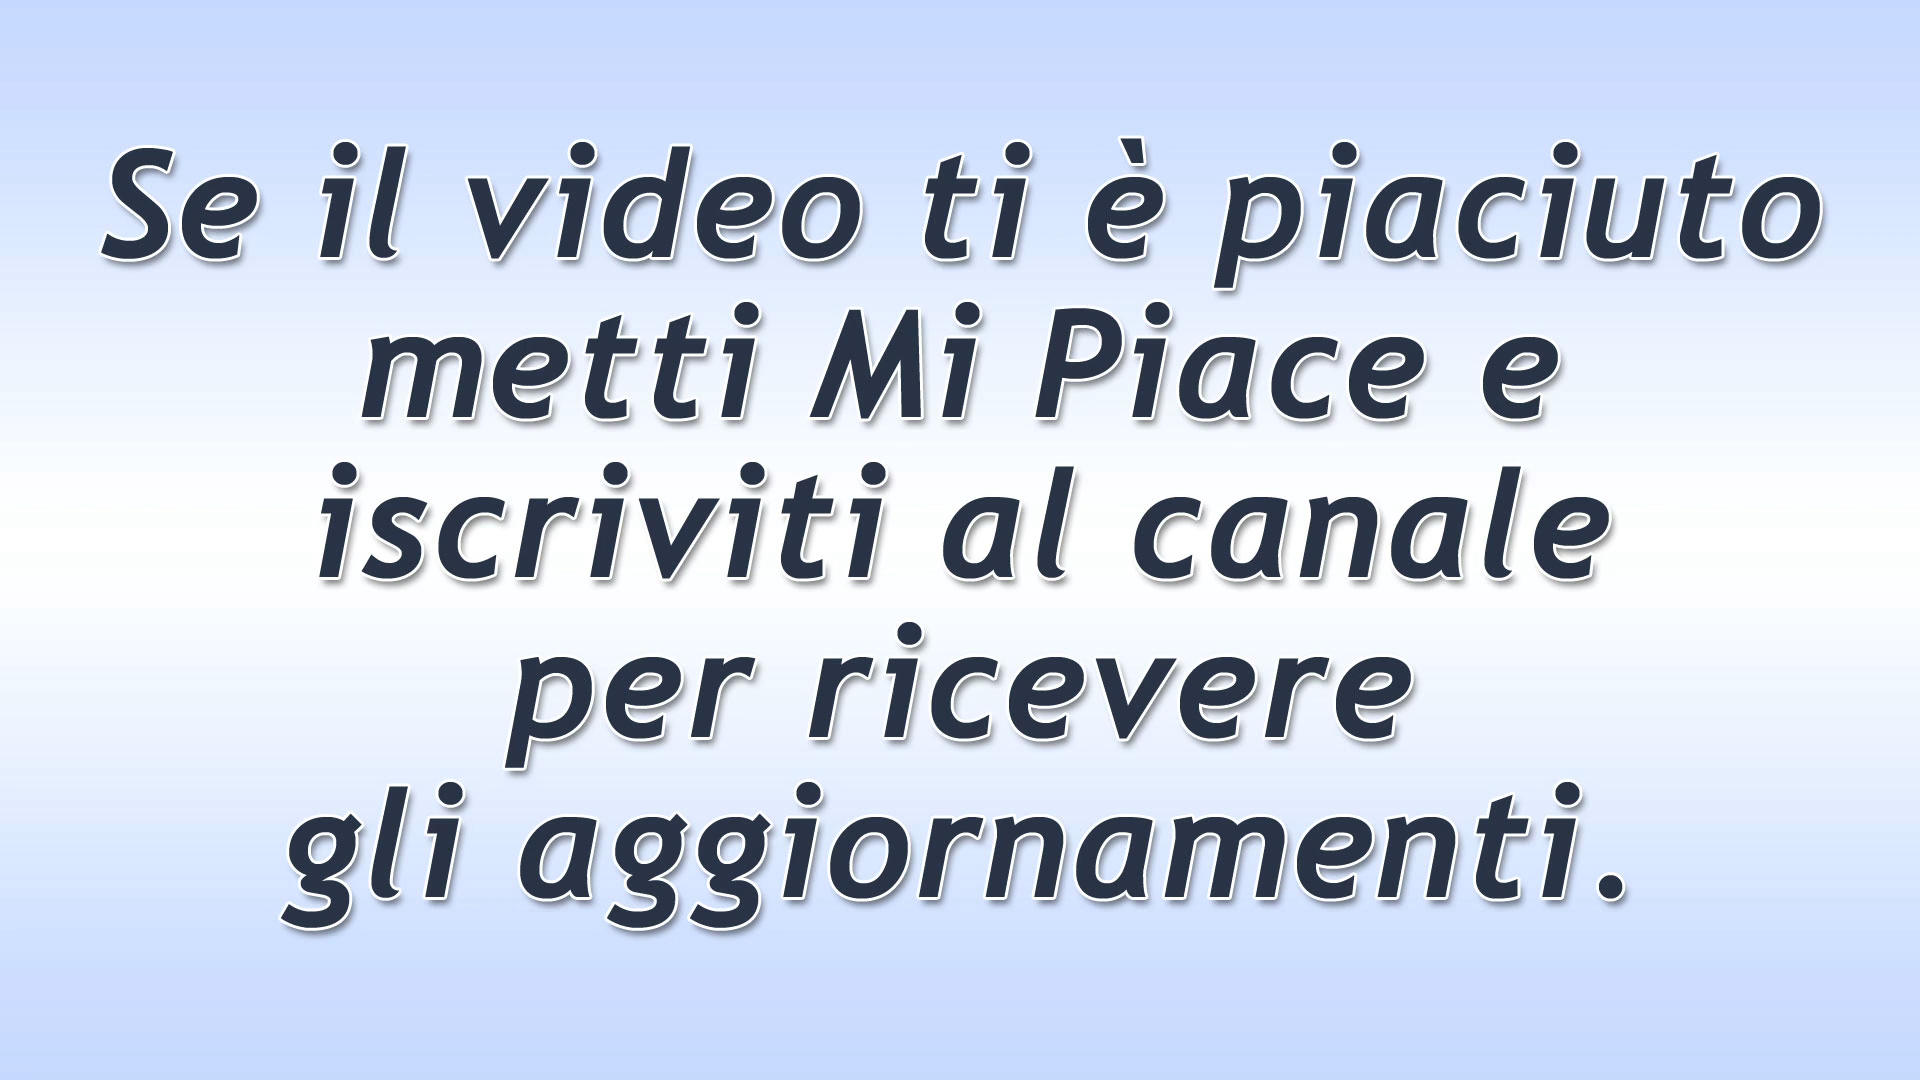 Se il video ti è piaciuto
metti Mi Piace e
iscriviti al canale
per ricevere
gli aggiornamenti.